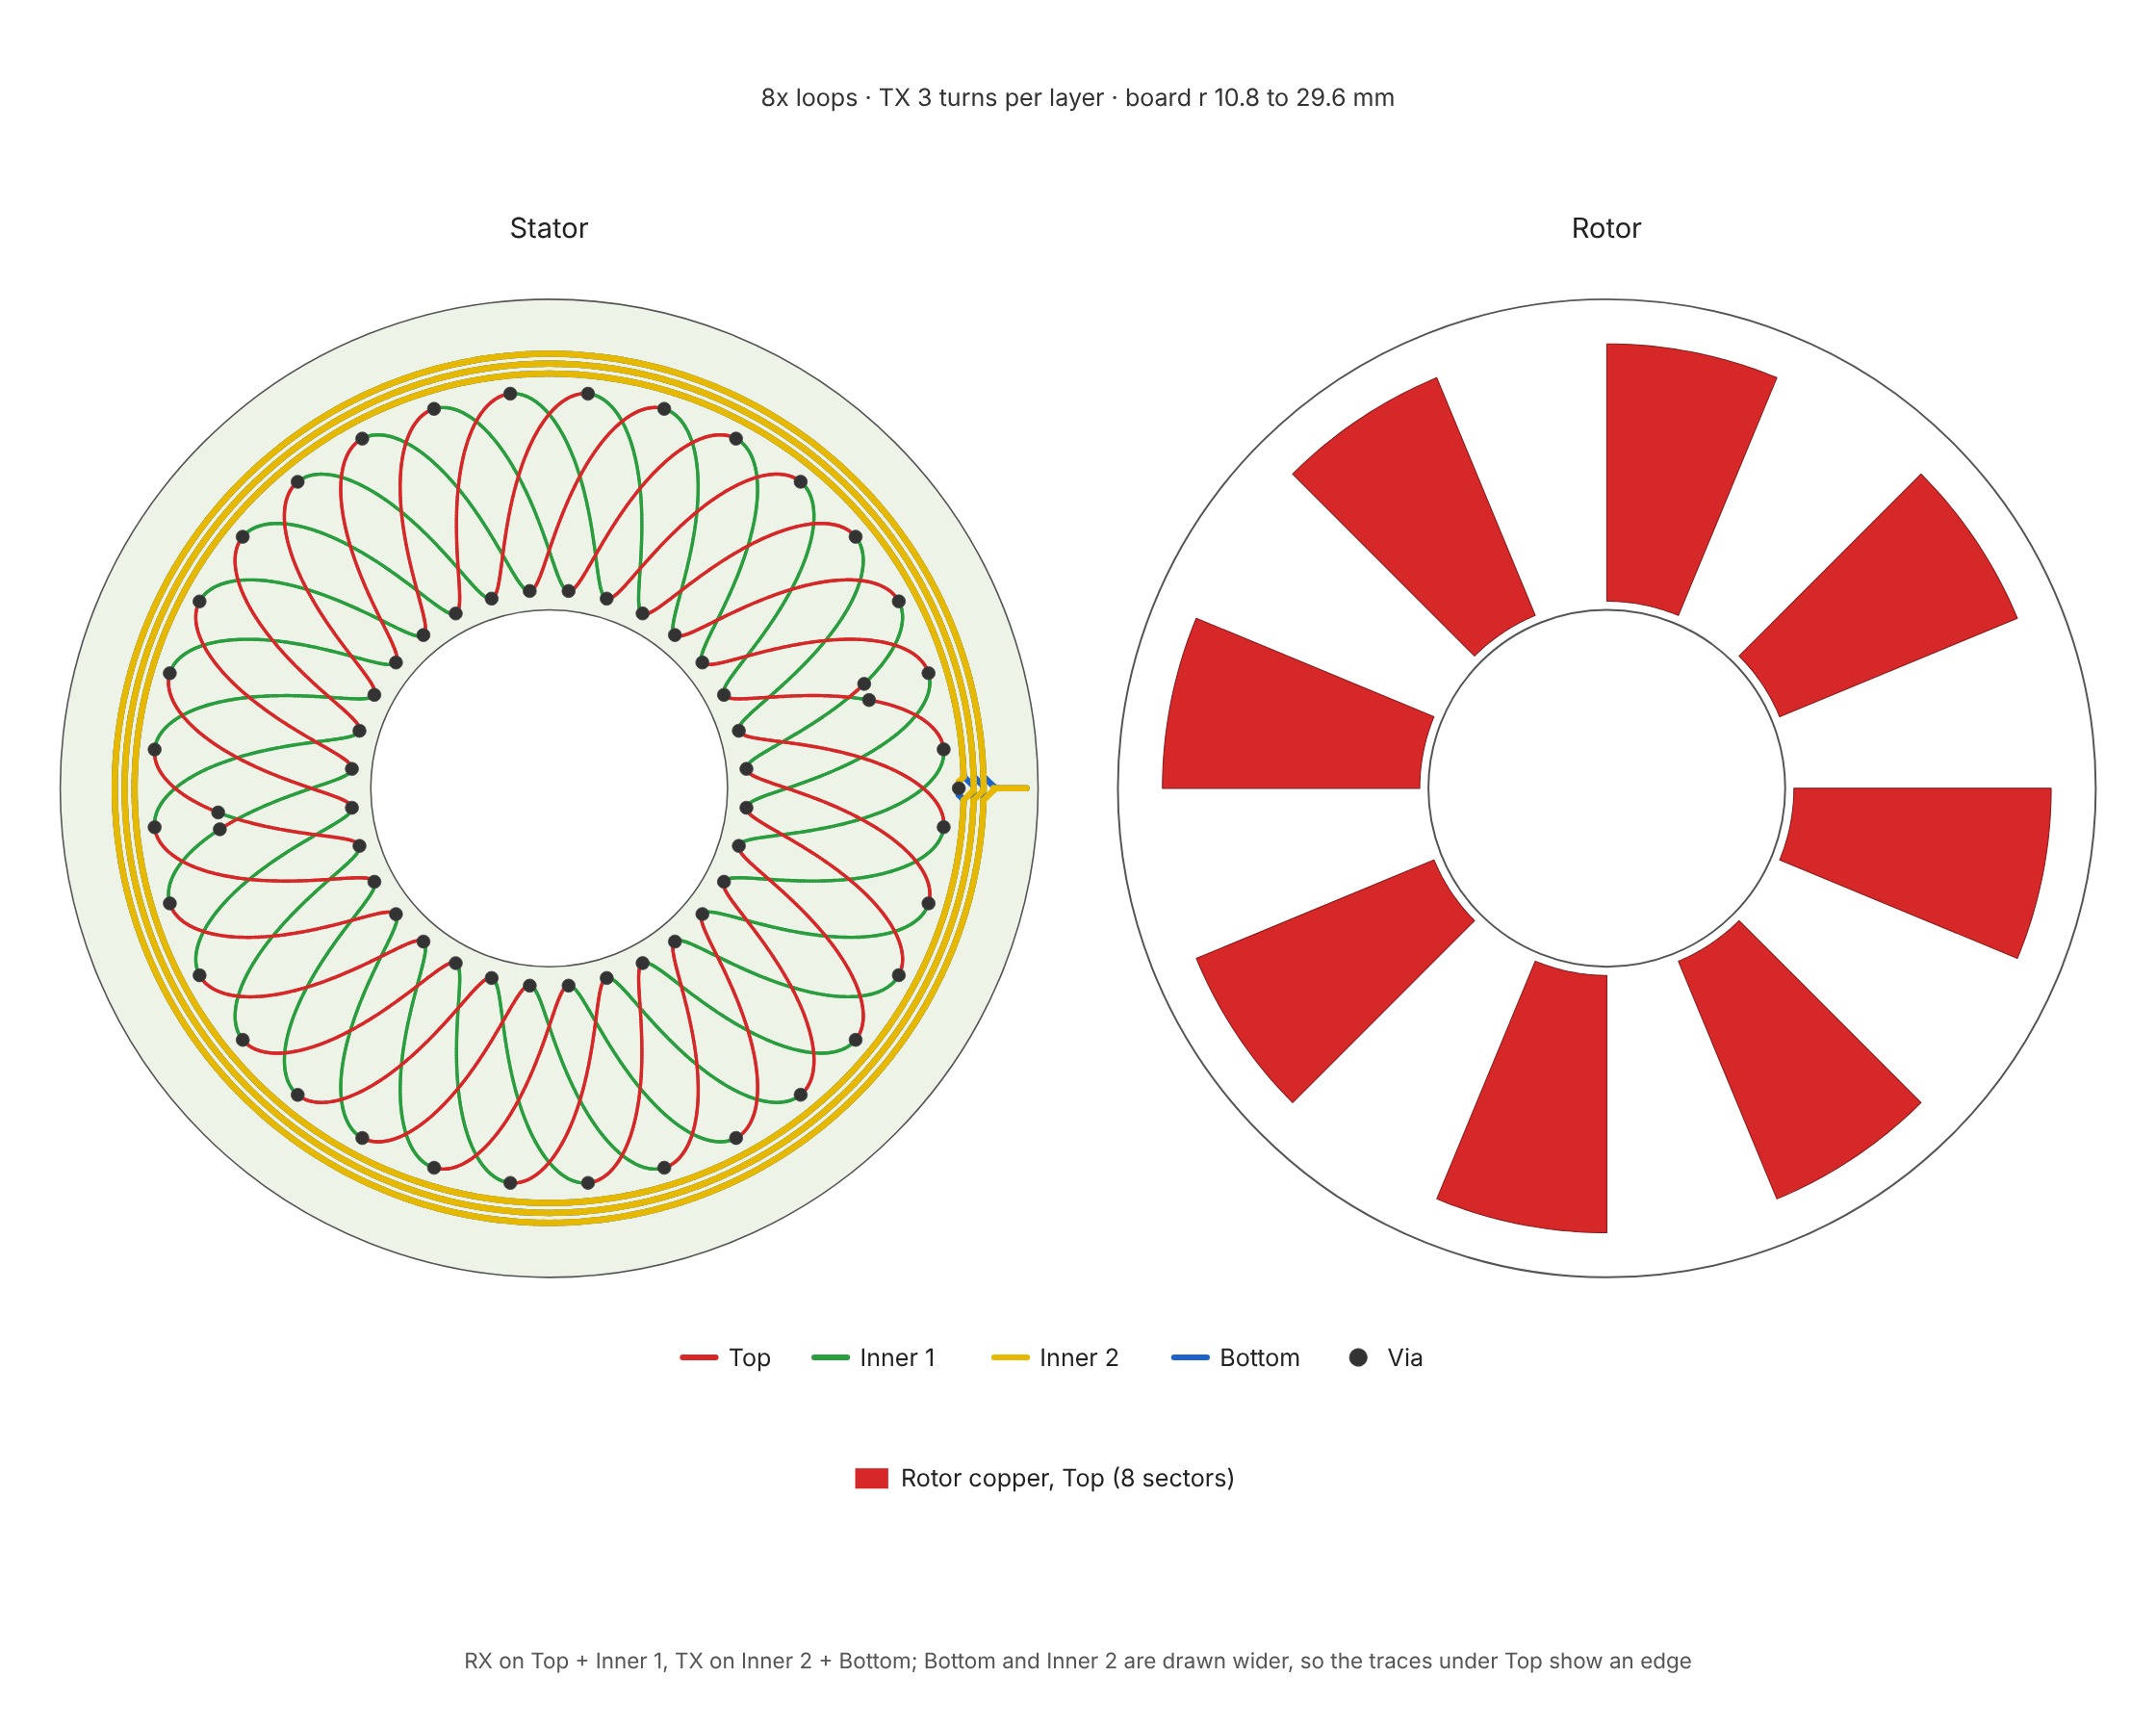 8x loops · TX 3 turns per layer · board r 10.8 to 29.6 mm
Stator
Rotor
Top
Inner 1
Inner 2
Bottom
Via
Rotor copper, Top (8 sectors)
RX on Top + Inner 1, TX on Inner 2 + Bottom; Bottom and Inner 2 are drawn wider, so the traces under Top show an edge